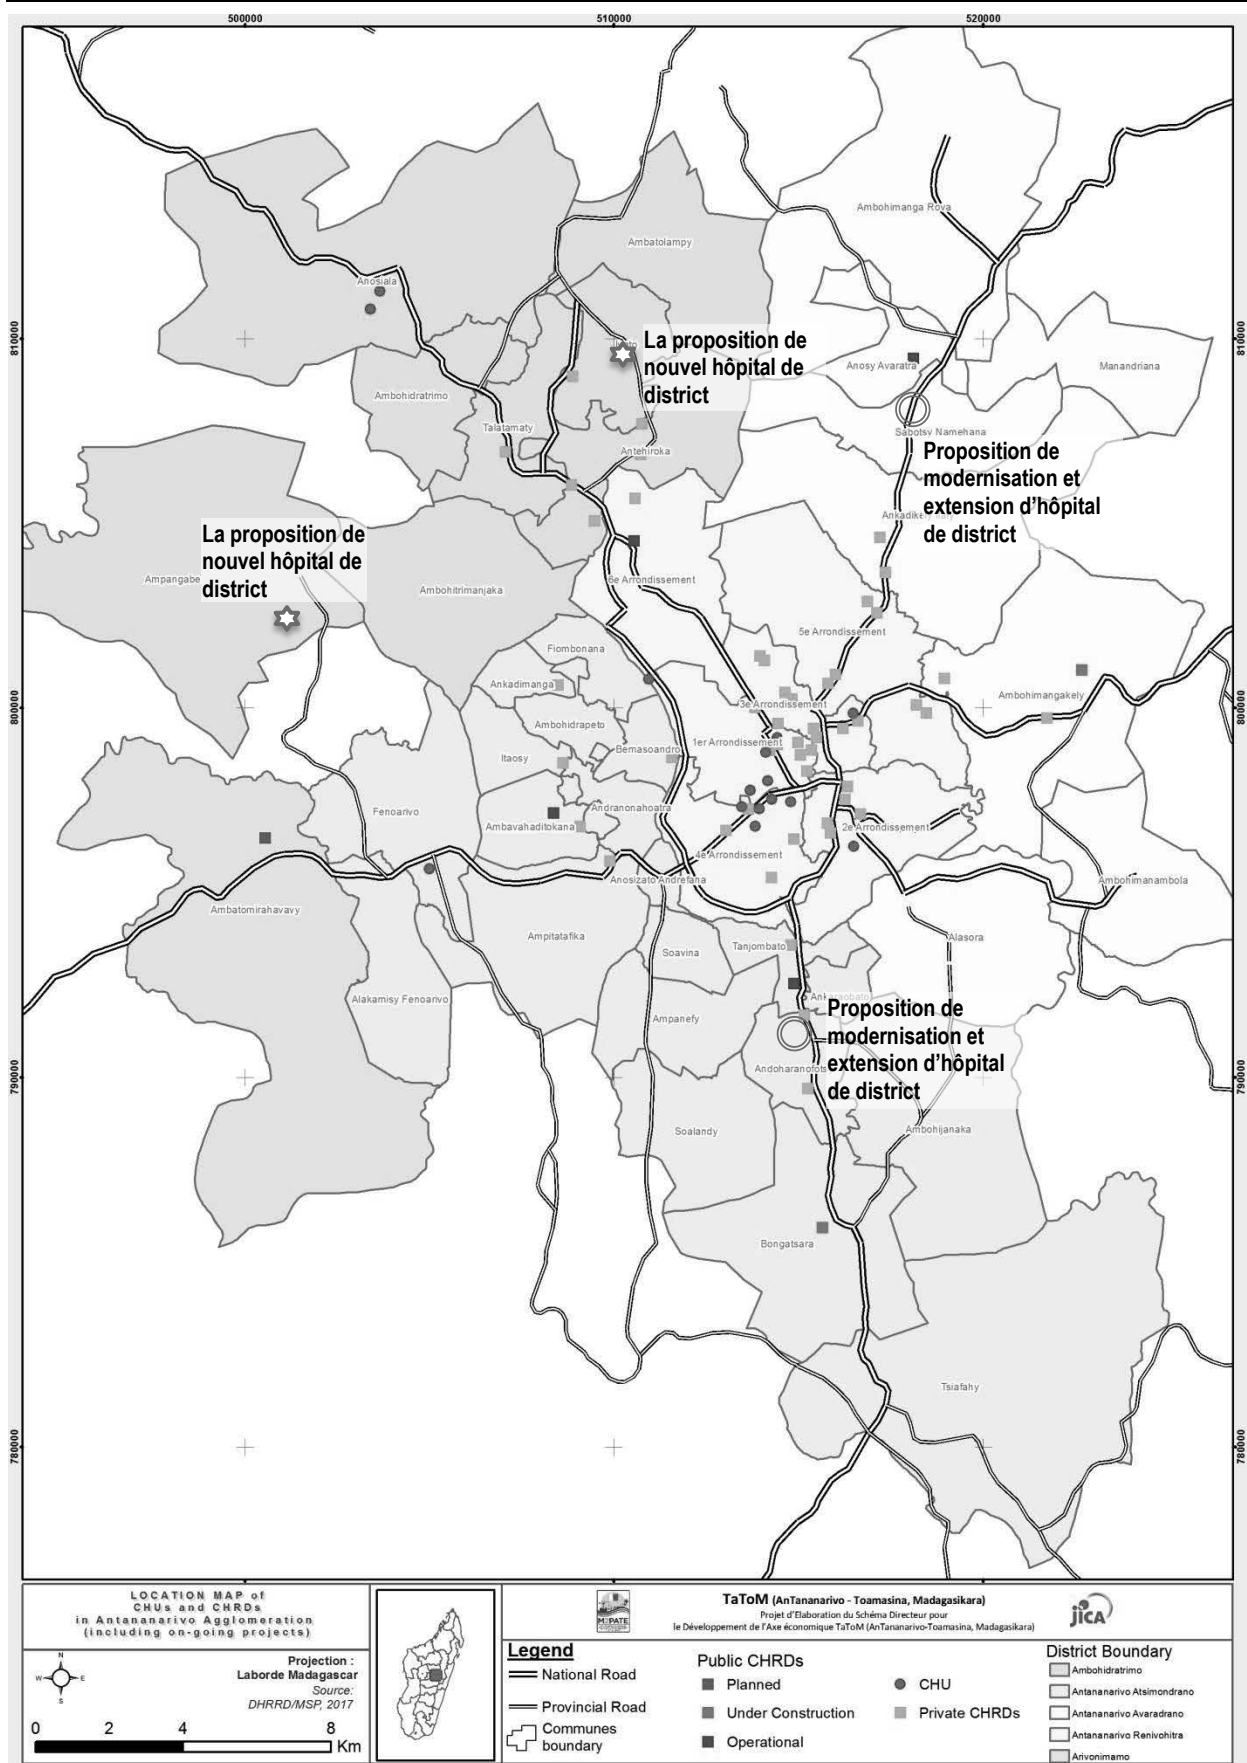 500000
510000
520000
Ambohimanga Rova
Ambatolampy
Anosiala
810000
810000
La proposition de
nouvel hôpital de
district
Anosy Avaratra
Manandriana
Ambohidratrimo
Talatamaty
Antehiroka
Sabotsy Namehana
Proposition de
modernisation et
extension d'hôpital
de district
La proposition de
nouvel hôpital de
district
Ampangabe
Ambohitrimanjaka
6e Arrondissement
5e Arrondissement
Fiombonana
Ankadimanga
Ambohimangakely
800000
800000
3e Arrondissement
Ambohidrapeto
1er Arrondissement
Bemasoandro
Itaosy
Fenoarivo
Andranonahoatra
Ambavahaditokana
2e Arrondissement
4e Arrondissement
Anosizato Andrefana
Ambohimanambola
Ambatomirahavavy
Ampitatafika
Tanjombato
Alasora
Soavina
Alakamisy Fenoarivo
Ampanefy
Proposition de
modernisation et
extension d'hôpital
de district
Andoharanofots
790000
790000
Soalandy
Ambohijanaka
Bongatsara
Tsiafahy
780000
780000
LOCATION MAP of
CHUs and CHRDs
in Antananarivo Agglomeration
(including on-going projects)
N
W
E
S
Projection :
Laborde Madagascar
Source:
DHRRD/MSP, 2017
0 2 4 8
Km
M2PATE
TaToM (AnTananarivo - Toamasina, Madagasikara)
Projet d'Elaboration du Schéma Directeur pour
le Développement de l'Axe économique TaToM (AnTananarivo-Toamasina, Madagasikara)
jICA
Legend
National Road
Provincial Road
Communes
boundary
Public CHRDs
Planned
Under Construction
Operational
CHU
Private CHRDs
District Boundary
Ambohidratrimo
Antananarivo Atsimondrano
Antananarivo Avaradrano
Antananarivo Renivohitra
Arivonimamo